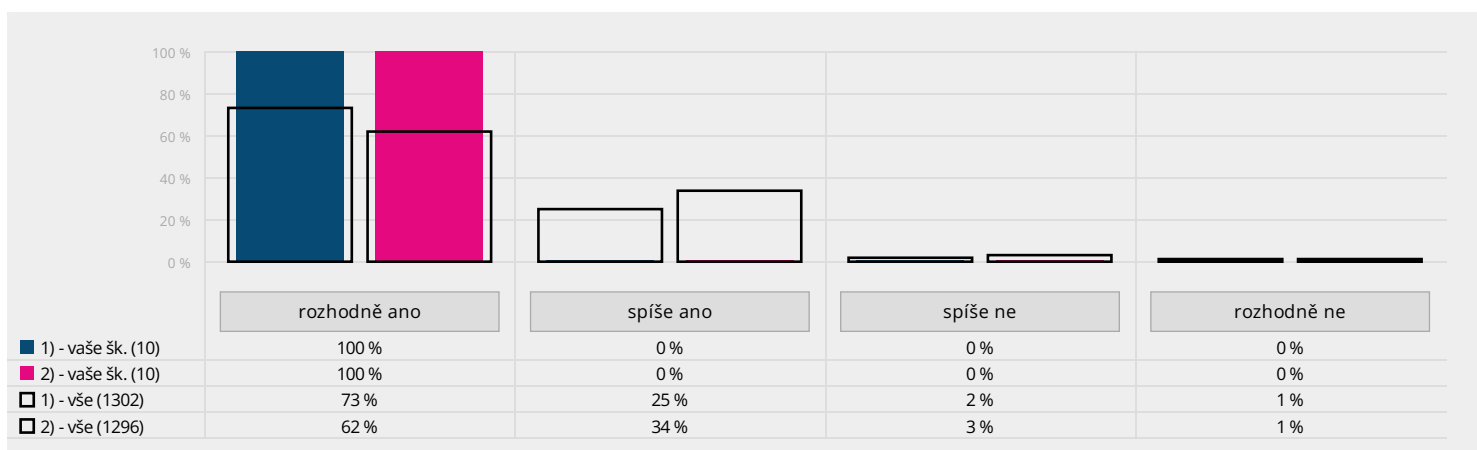 100 %
80 %
60 %
40 %
20 %
0 %
rozhodně ano spíše ano spíše ne rozhodně ne
1) - vaše šk. (10) 100 % 0 % 0 % 0 %
2) - vaše šk. (10) 100 % 0 % 0 % 0 %
1) - vše (1302) 73 % 25 % 2 % 1 %
2) - vše (1296) 62 % 34 % 3 % 1 %